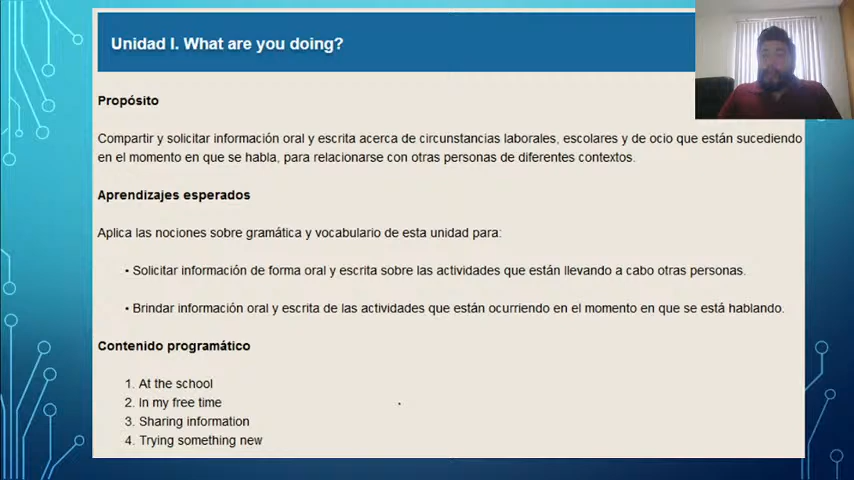 Unidad I. What are you doing?
Propósito
Compartir y solicitar información oral y escrita acerca de circunstancias laborales, escolares y de ocio que están sucediendo
en el momento en que se habla, para relacionarse con otras personas de diferentes contextos.
Aprendizajes esperados
Aplica las nociones sobre gramática y vocabulario de esta unidad para:
• Solicitar información de forma oral y escrita sobre las actividades que están llevando a cabo otras personas.
• Brindar información oral y escrita de las actividades que están ocurriendo en el momento en que se está hablando.
Contenido programático
1. At the school
2. In my free time
3. Sharing information
4. Trying something new